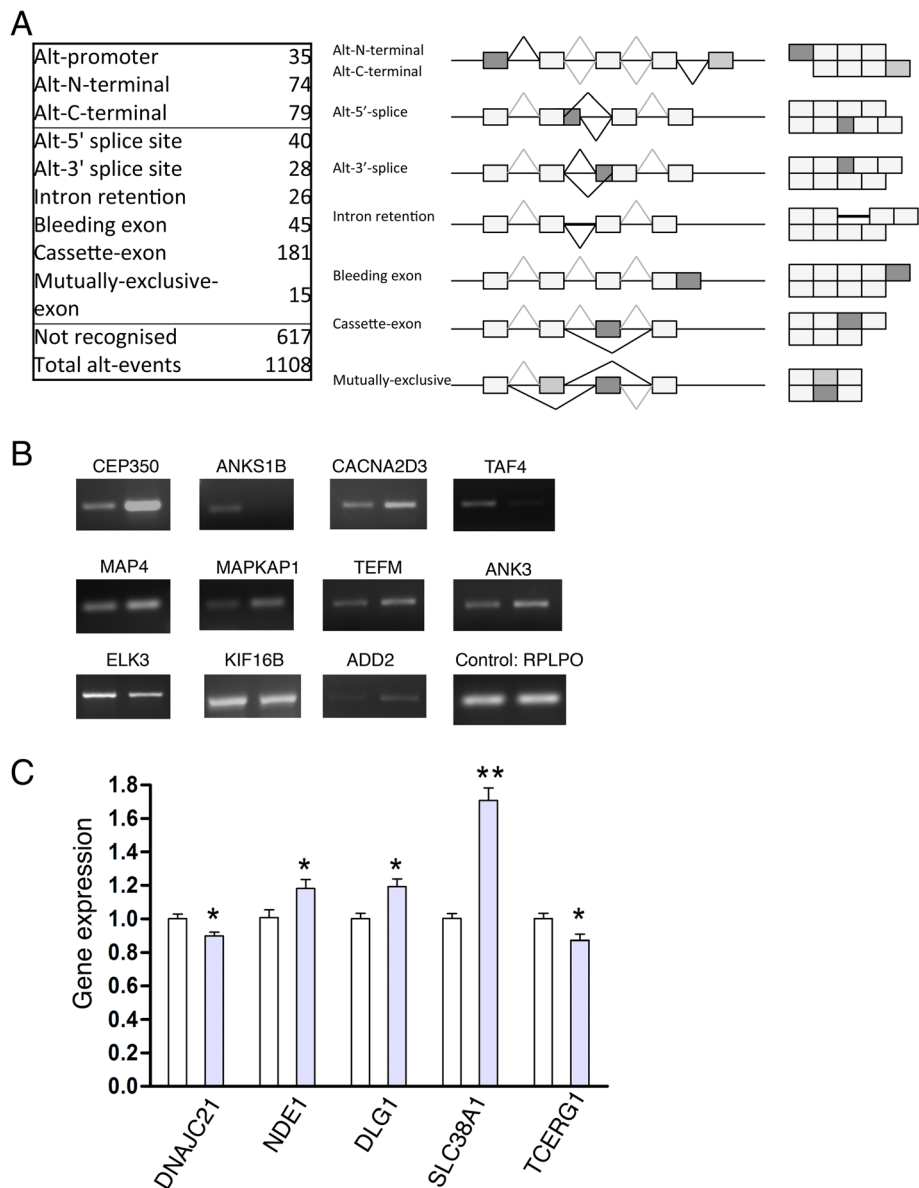 A
Alt-promoter 35
Alt-N-terminal 74
Alt-C-terminal 79
Alt-5' splice site 40
Alt-3' splice site 28
Intron retention 26
Bleeding exon 45
Cassette-exon 181
Mutually-exclusive-
exon 15
Not recognised 617
Total alt-events 1108
Alt-N-terminal
Alt-C-terminal
Alt-5′-splice
Alt-3′-splice
Intron retention
Bleeding exon
Cassette-exon
Mutually-exclusive
B
CEP350 ANKS1B CACNA2D3 TAF4
MAP4 MAPKAP1 TEFM ANK3
ELK3 KIF16B ADD2 Control: RPLPO
C
Gene expression
1.8
1.6
1.4
1.2
1.0
0.8
0.6
0.4
0.2
0.0
* * * ** *
DNAJC21 NDE1 DLG1 SLC38A1 TCERG1